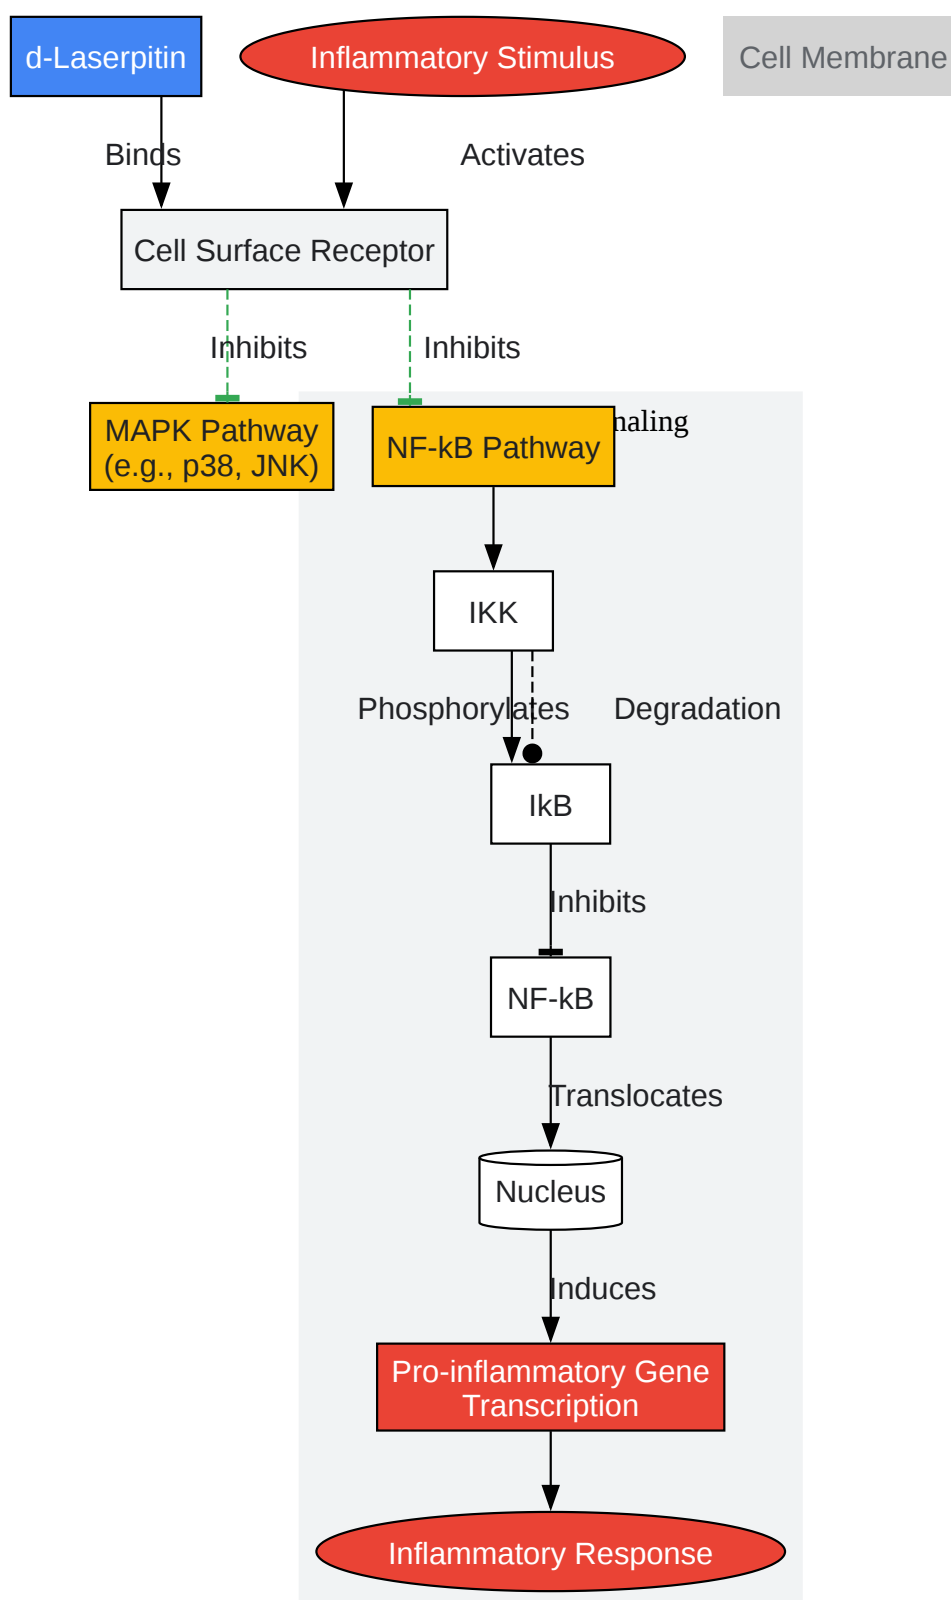 d-Laserpitin
Inflammatory Stimulus
Cell Membrane
Binds
Activates
Cell Surface Receptor
Inhibits
Inhibits
MAPK Pathway
(e.g., p38, JNK)
NF-kB Pathway
IKK
Phosphorylates
Degradation
IkB
Inhibits
NF-kB
Translocates
Nucleus
Induces
Pro-inflammatory Gene
Transcription
Inflammatory Response